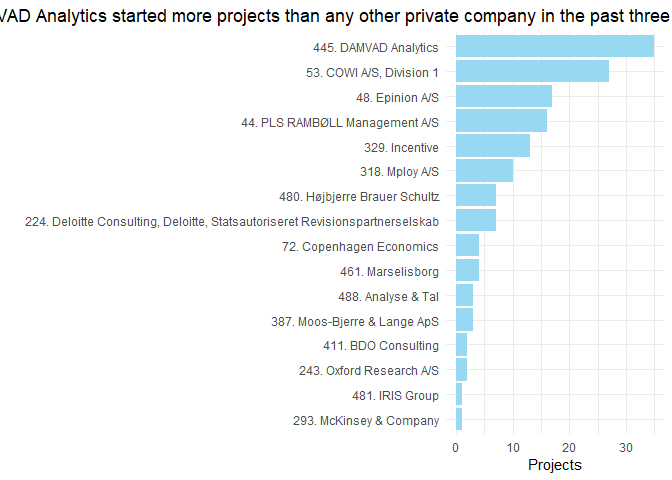 VAD Analytics started more projects than any other private company in the past three
445. DAMVAD Analytics
53. COWI A/S, Division 1
48. Epinion A/S
44. PLS RAMBØLL Management A/S
329. Incentive
318. Mploy A/S
480. Højbjerre Brauer Schultz
224. Deloitte Consulting, Deloitte, Statsautoriseret Revisionspartnerselskab
72. Copenhagen Economics
461. Marselisborg
488. Analyse & Tal
387. Moos-Bjerre & Lange ApS
411. BDO Consulting
243. Oxford Research A/S
481. IRIS Group
293. McKinsey & Company
0 10 20 30
Projects